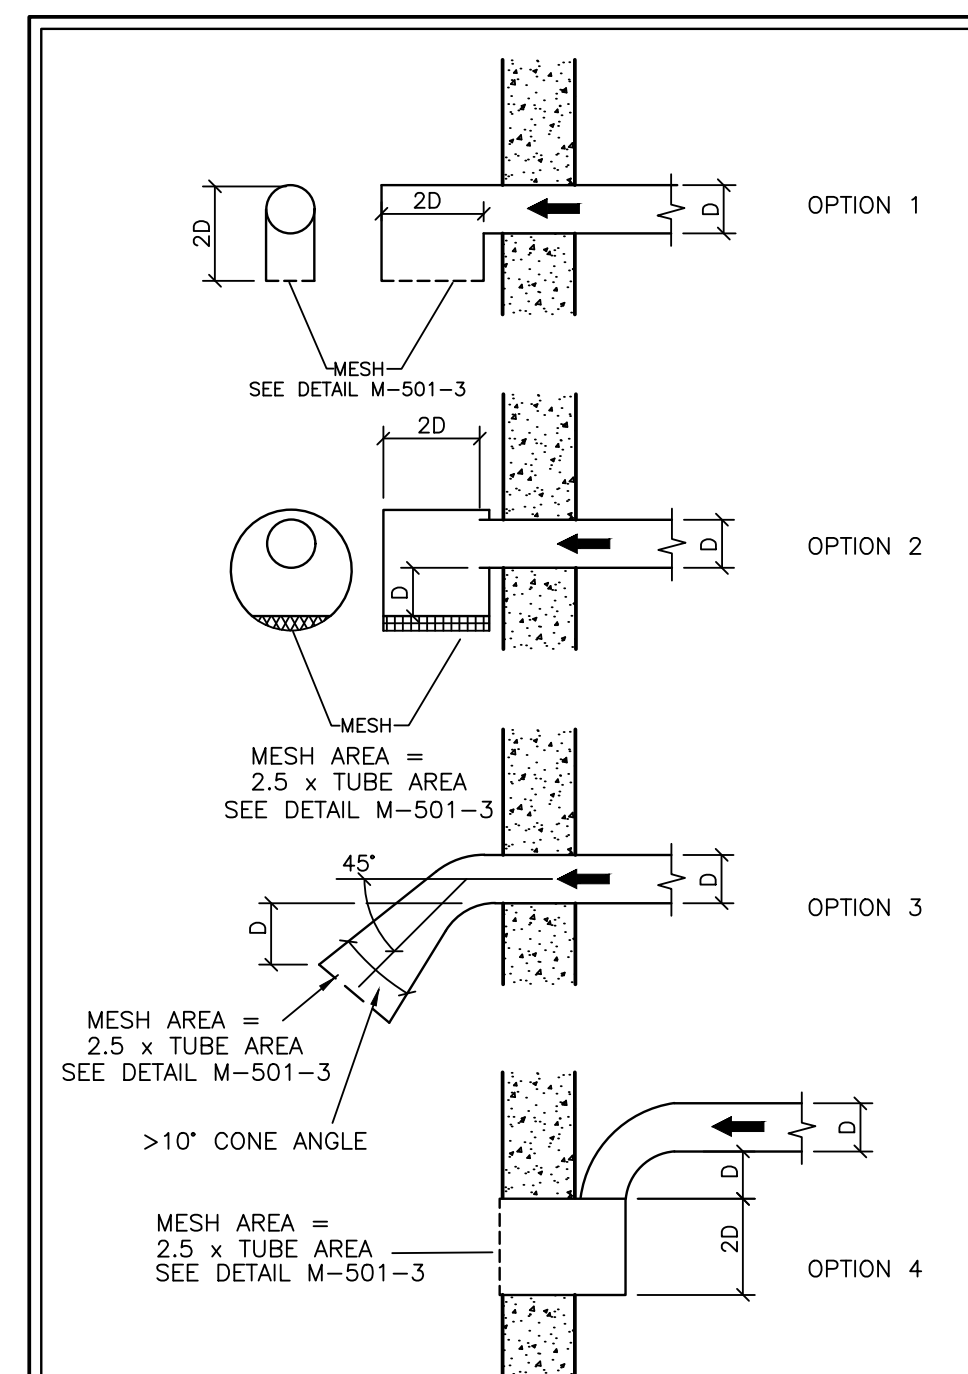 2D
2D
D
OPTION 1
MESH
SEE DETAIL M-501-3
2D
D
D
OPTION 2
MESH
MESH AREA =
2.5 x TUBE AREA
SEE DETAIL M-501-3
45°
D
D
OPTION 3
MESH AREA =
2.5 x TUBE AREA
SEE DETAIL M-501-3
>10° CONE ANGLE
D
D
MESH AREA =
2.5 x TUBE AREA
SEE DETAIL M-501-3
2D
OPTION 4